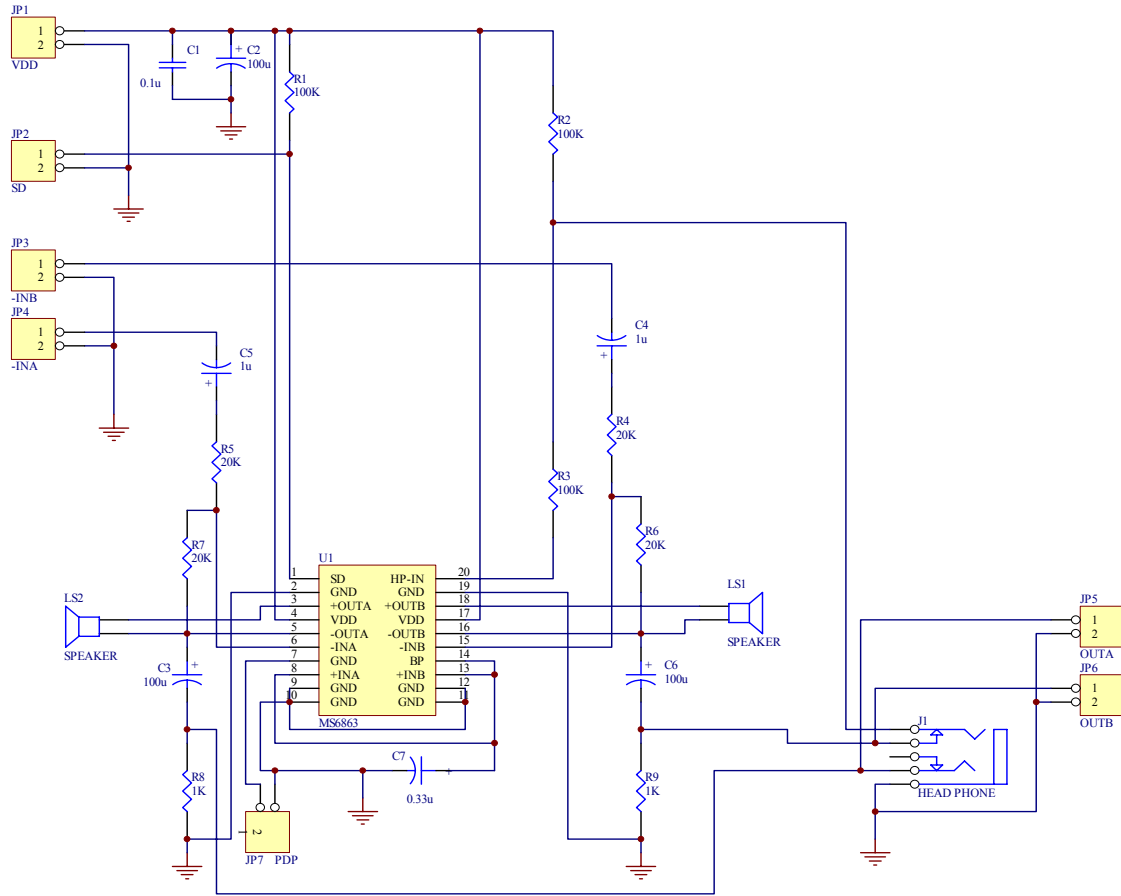 JP1
1
2
VDD
C1
0.1u
+
C2
100u
R1
100K
R2
100K
JP2
1
2
SD
JP3
1
2
-INB
JP4
1
2
-INA
C4
1u
+
C5
1u
+
R4
20K
R5
20K
R3
100K
R6
20K
R7
20K
U1
1 SD HP-IN 20
2 GND GND 19
3 +OUTA +OUTB 18
4 VDD VDD 17
5 -OUTA -OUTB 16
6 -INA -INB 15
7 GND BP 14
8 +INA +INB 13
9 GND GND 12
10 GND GND 11
MS6863
LS2
SPEAKER
LS1
SPEAKER
C3
100u
+
C6
100u
+
JP5
1
2
OUTA
JP6
1
2
OUTB
J1
HEAD PHONE
C7
+
0.33u
R8
1K
R9
1K
1
2
JP7 PDP